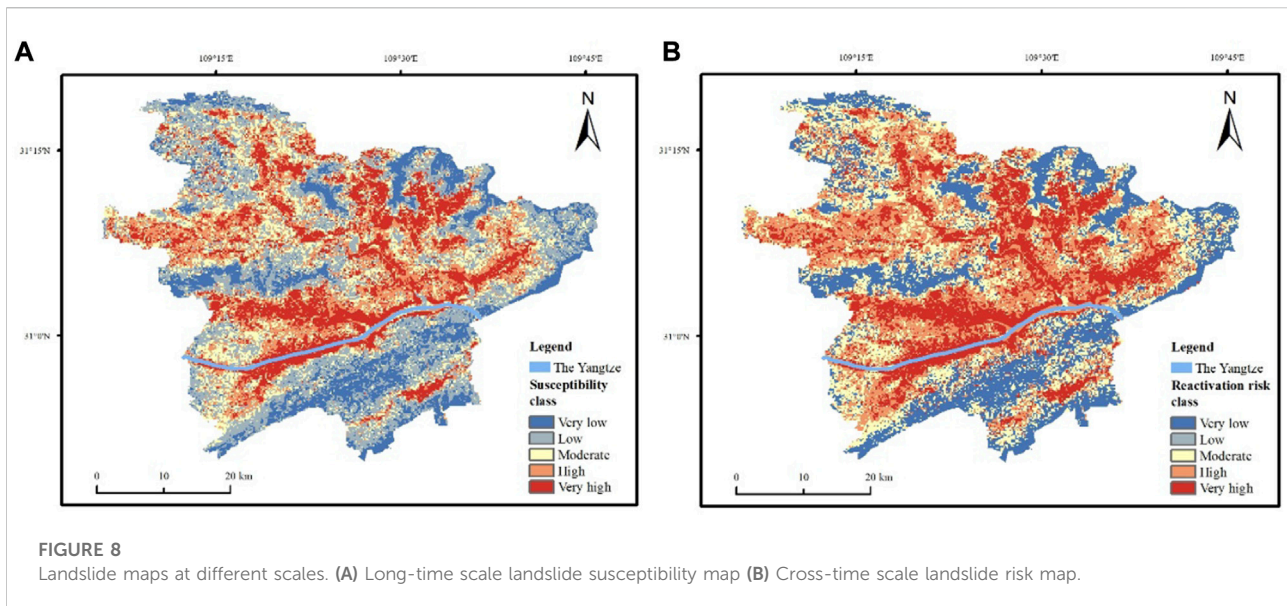 A
109°15'E
109°30'E
109°45'E
N
31°15'N
31°0'N
Legend
The Yangtze
Susceptibility
class
Very low
Low
Moderate
High
Very high
0 10 20 km
B
109°15'E
109°30'E
109°45'E
N
31°15'N
31°0'N
Legend
The Yangtze
Reactivation risk
class
Very low
Low
Moderate
High
Very high
0 10 20 km
FIGURE 8
Landslide maps at different scales. (A) Long-time scale landslide susceptibility map (B) Cross-time scale landslide risk map.